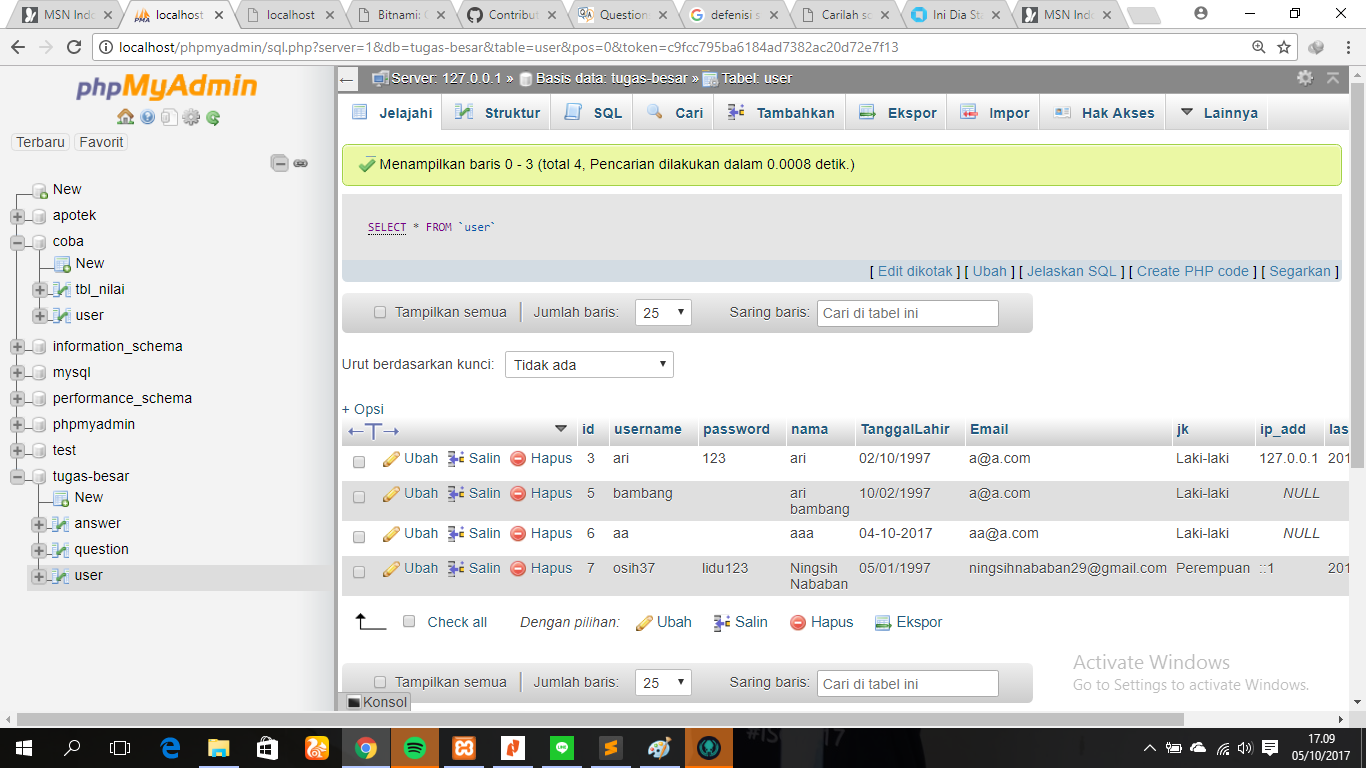 MSN Indo
localhost
localhost
Bitnami: (
Contribut
Question
defenisi s
Carilah so
Ini Dia Sta
MSN Indo
localhost/phpmyadmin/sql.php?server=1&db=tugas-besar&table=user&pos=0&token=c9fcc795ba6184ad7382ac20d72e7f13
phpMyAdmin
Terbaru Favorit
New
apotek
coba
New
tbl_nilai
user
information_schema
mysql
performance_schema
phpmyadmin
test
tugas-besar
New
answer
question
user
Server: 127.0.0.1 » Basis data: tugas-besar » Tabel: user
Jelajahi Struktur SQL Cari Tambahkan Ekspor Impor Hak Akses Lainnya
Menampilkan baris 0 - 3 (total 4, Pencarian dilakukan dalam 0.0008 detik.)
SELECT * FROM `user`
[ Edit dikotak ] [ Ubah ] [ Jelaskan SQL ] [ Create PHP code ] [ Segarkan ]
Tampilkan semua | Jumlah baris: 25 Saring baris: Cari di tabel ini
Urut berdasarkan kunci: Tidak ada
+ Opsi
id username password nama TanggalLahir Email jk ip_add las
Ubah Salin Hapus 3 ari 123 ari 02/10/1997 a@a.com Laki-laki 127.0.0.1 201
Ubah Salin Hapus 5 bambang ari bambang 10/02/1997 a@a.com Laki-laki NULL
Ubah Salin Hapus 6 aa aaa 04-10-2017 aa@a.com Laki-laki NULL
Ubah Salin Hapus 7 osih37 lidu123 Ningsih Nababan 05/01/1997 ningsihnababan29@gmail.com Perempuan ::1 201
Check all Dengan pilihan: Ubah Salin Hapus Ekspor
Tampilkan semua | Jumlah baris: 25 Saring baris: Cari di tabel ini
Konsol
Activate Windows
Go to Settings to activate Windows.
17.09
05/10/2017